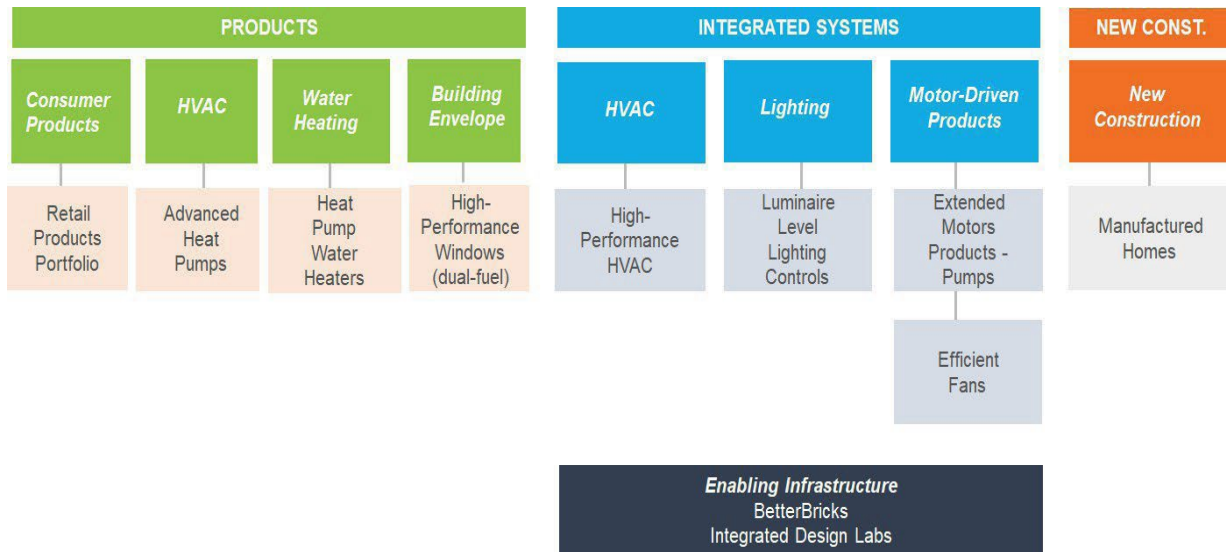 PRODUCTS
INTEGRATED SYSTEMS
NEW CONST.
Consumer
Products
HVAC
Water
Heating
Building
Envelope
HVAC
Lighting
Motor-Driven
Products
New
Construction
Retail
Products
Portfolio
Advanced
Heat
Pumps
Heat
Pump
Water
Heaters
High-
Performance
Windows
(dual-fuel)
High-
Performance
HVAC
Luminaire
Level
Lighting
Controls
Extended
Motors
Products -
Pumps
Manufactured
Homes
Efficient
Fans
Enabling Infrastructure
BetterBricks
Integrated Design Labs